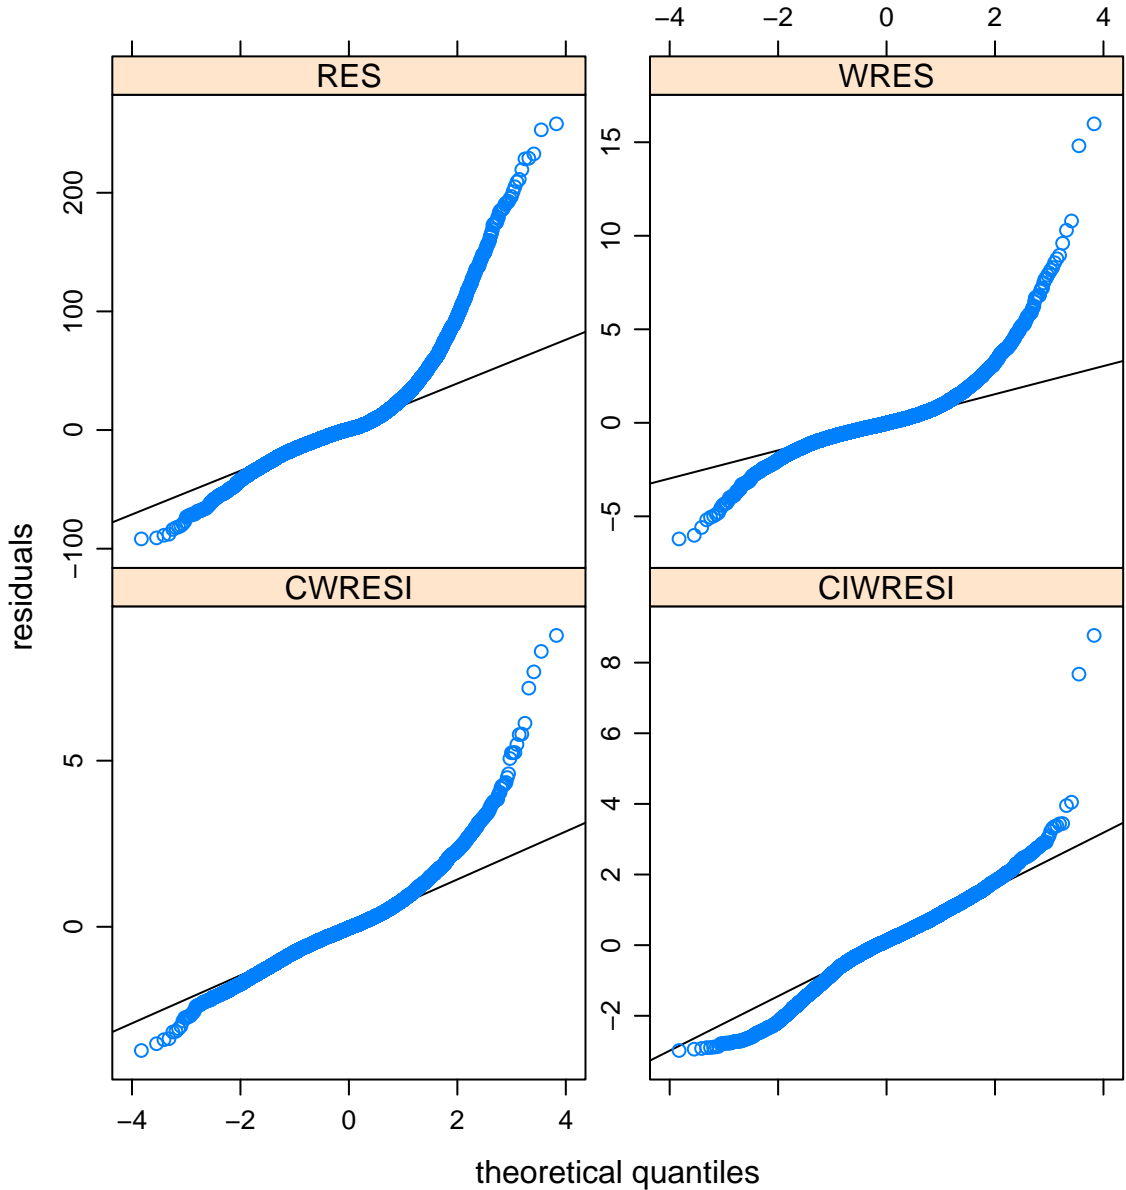 −4 −2 0 2 4
RES WRES
residuals
−100 0 100 200
−5 0 5 10 15
CWRESI CIWRESI
0 5
−2 0 2 4 6 8
−4 −2 0 2 4
theoretical quantiles